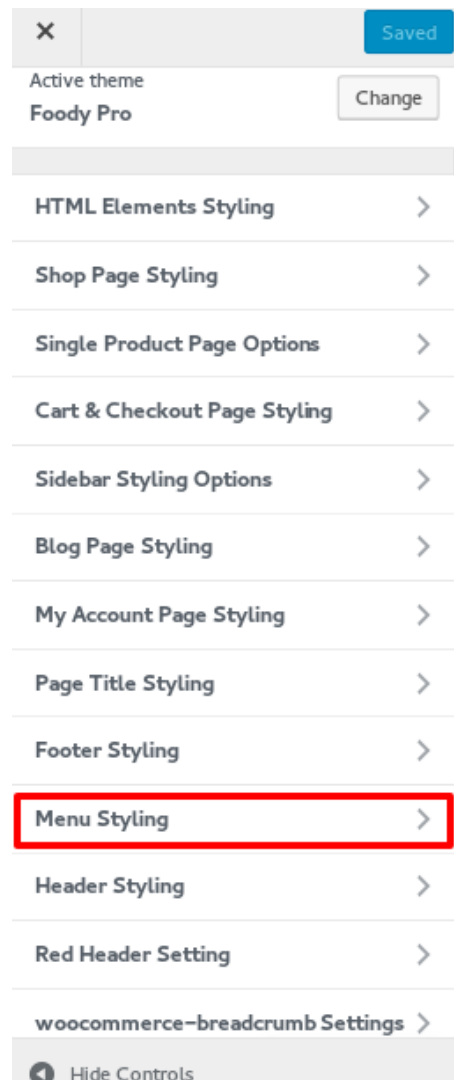 Saved
Active theme
Foody Pro
Change
HTML Elements Styling
Shop Page Styling
Single Product Page Options
Cart & Checkout Page Styling
Sidebar Styling Options
Blog Page Styling
My Account Page Styling
Page Title Styling
Footer Styling
Menu Styling
Header Styling
Red Header Setting
woocommerce-breadcrumb Settings
Hide Controls